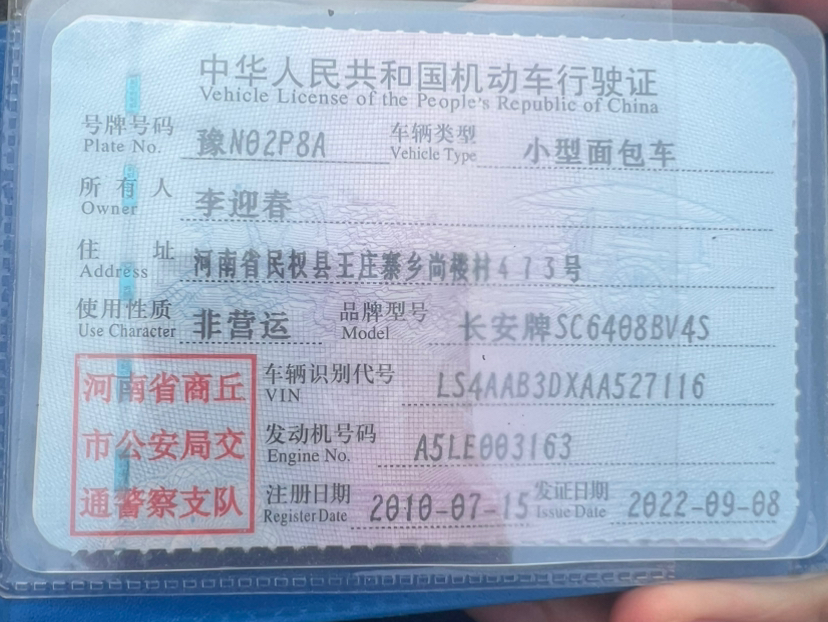 中华人民共和国机动车行驶证
Vehicle License of the People's Republic of China
号牌号码 豫N02P8A 车辆类型 小型面包车
Plate No. Vehicle Type
所有人 李迎春
Owner
住址 河南省民权县王庄寨乡尚楼村473号
Address
使用性质 非营运 品牌型号 长安牌SC6408BV4S
Use Character Model
河南省商丘
市公安局交
通警察支队
车辆识别代号 LS4AAB3DXAA527116
VIN
发动机号码 A5LE003163
Engine No.
注册日期 2010-07-15 发证日期 2022-09-08
Register Date Issue Date